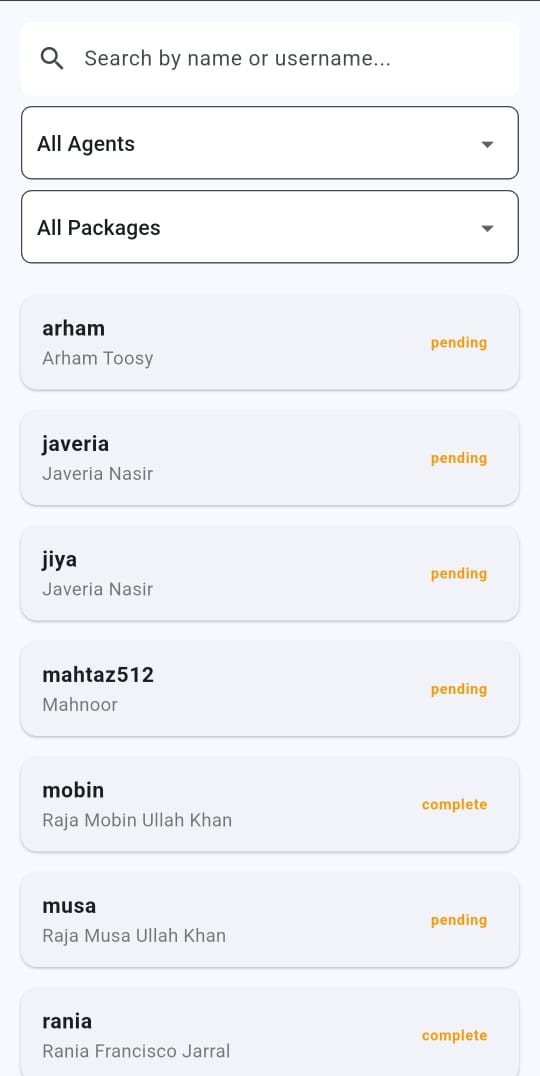 Search by name or username...
All Agents
All Packages
arham
Arham Toosy
pending
javeria
Javeria Nasir
pending
jiya
Javeria Nasir
pending
mahtaz512
Mahnoor
pending
mobin
Raja Mobin Ullah Khan
complete
musa
Raja Musa Ullah Khan
pending
rania
Rania Francisco Jarral
complete